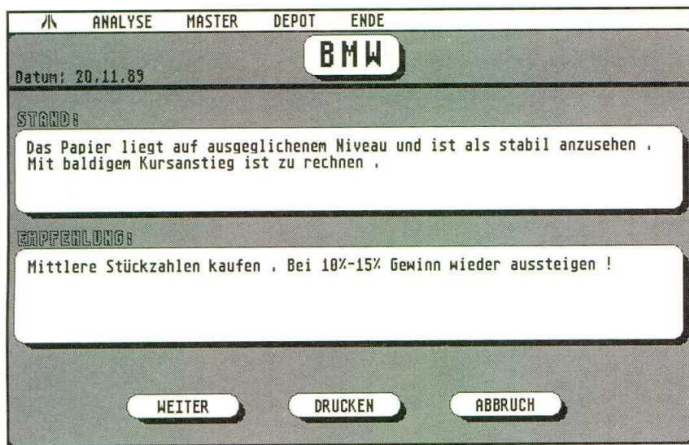 ANALYSE MASTER DEPOT ENDE
BMW
Datum: 20.11.89
STAND:
Das Papier liegt auf ausgeglichenem Niveau und ist als stabil anzusehen .
Mit baldigem Kursanstieg ist zu rechnen .
EMPFEHLUNG:
Mittlere Stückzahlen kaufen . Bei 10%-15% Gewinn wieder aussteigen !
WEITER DRUCKEN ABBRUCH